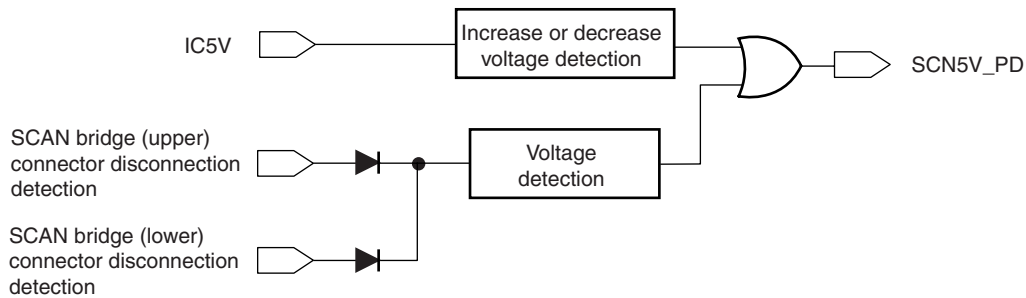 IC5V
Increase or decrease
voltage detection
SCN5V_PD
SCAN bridge (upper)
connector disconnection
detection
Voltage
detection
SCAN bridge (lower)
connector disconnection
detection